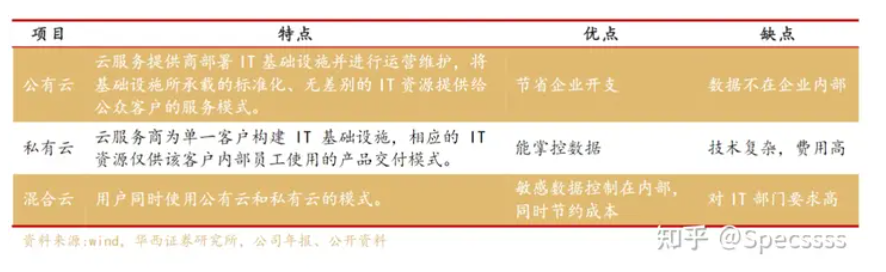 项目 特点 优点 缺点
云服务提供商部署 IT 基础设施并进行运营维护，将
公有云 基础设施所承载的标准化、无差别的 IT 资源提供给 节省企业开支 数据不在企业内部
公众客户的服务模式。
私有云 云服务商为单一客户构建 IT 基础设施，相应的 IT 能掌控数据 技术复杂，费用高
资源仅供该客户内部员工使用的产品交付模式。
混合云 用户同时使用公有云和私有云的模式。 敏感数据控制在内部， 对 IT 部门要求高
同时节约成本
资料来源:wind，华西证券研究所，公司年报、公开资料
知乎 @Specssss